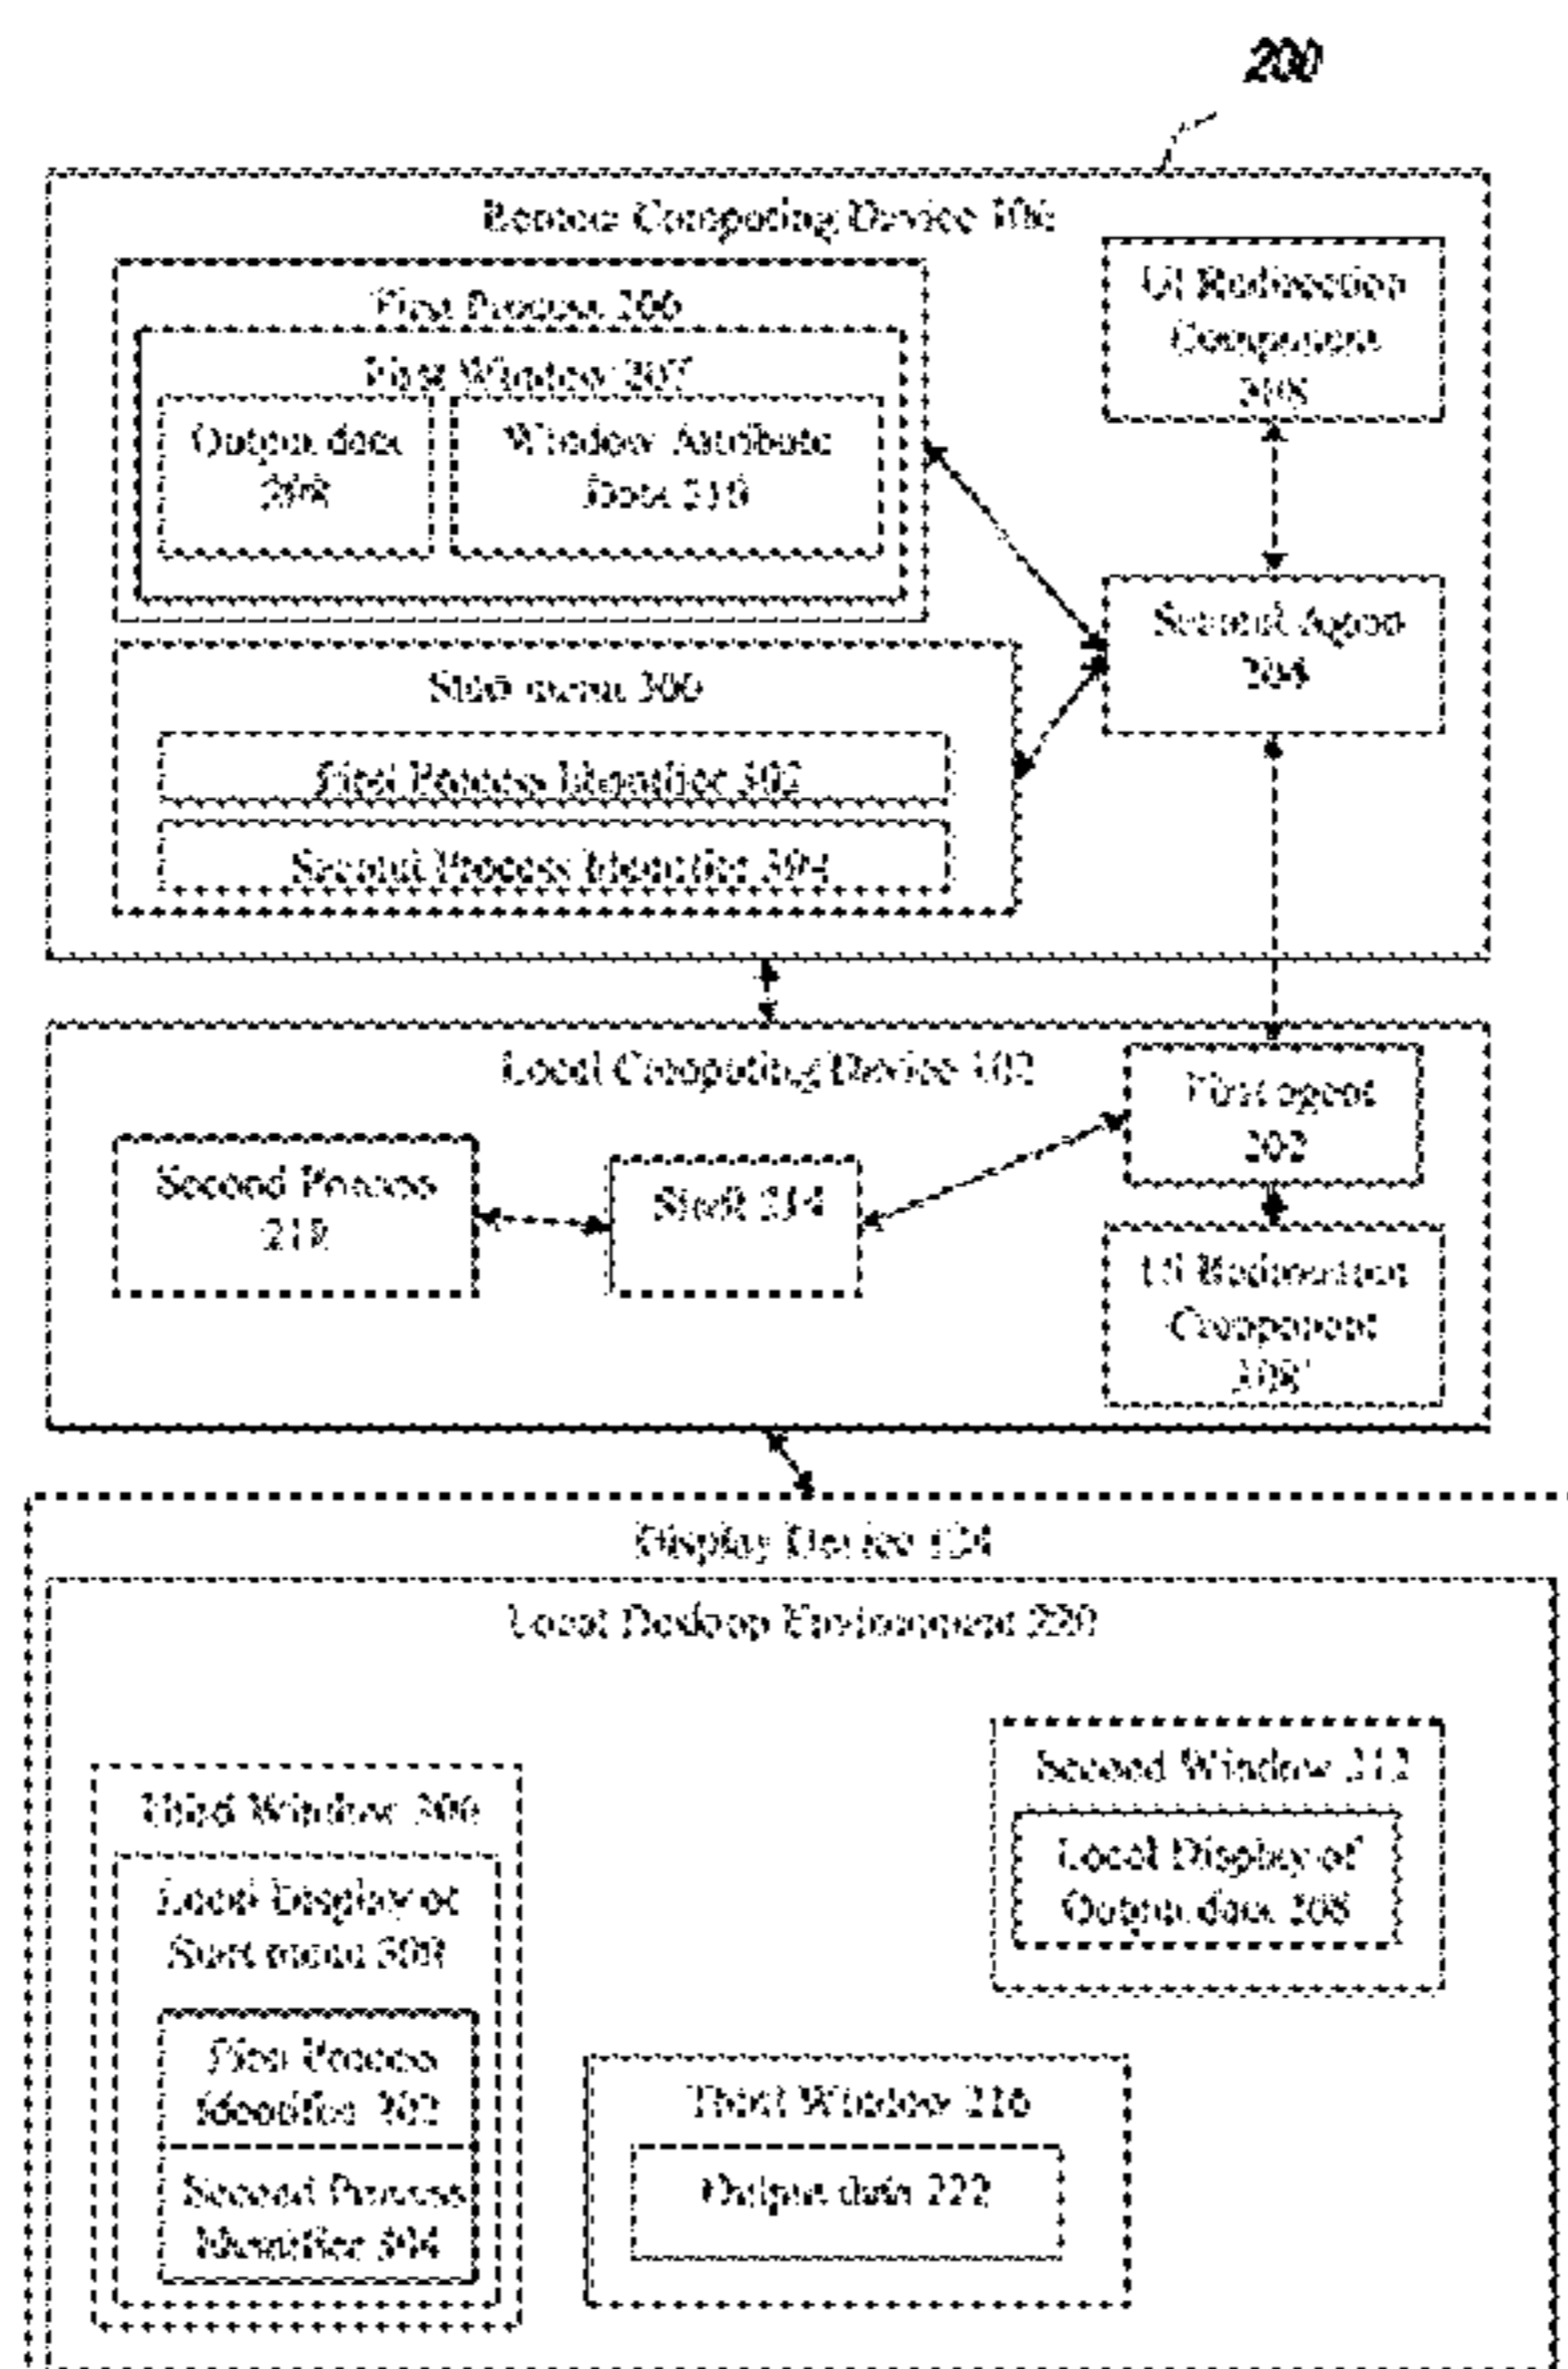 200
Remote Computing Device 106
First Process 206
First Window 207
Output data
208
Window Attribute
Data 210
UI Redirection
Component
Second Agent
Start menu 300
First Process Identifier 302
Second Process Identifier 304
Local Computing Device 102
First agent
202
Second Process
Shell 214
UI Redirection
Component
Display Device 124
Local Desktop Environment 220
Second Window 212
Local Display of
Output data 208
Third Window 306
Local Display of
Start menu
First Process
Identifier 302
Second Process
Identifier 304
Third Window 216
Output data 222